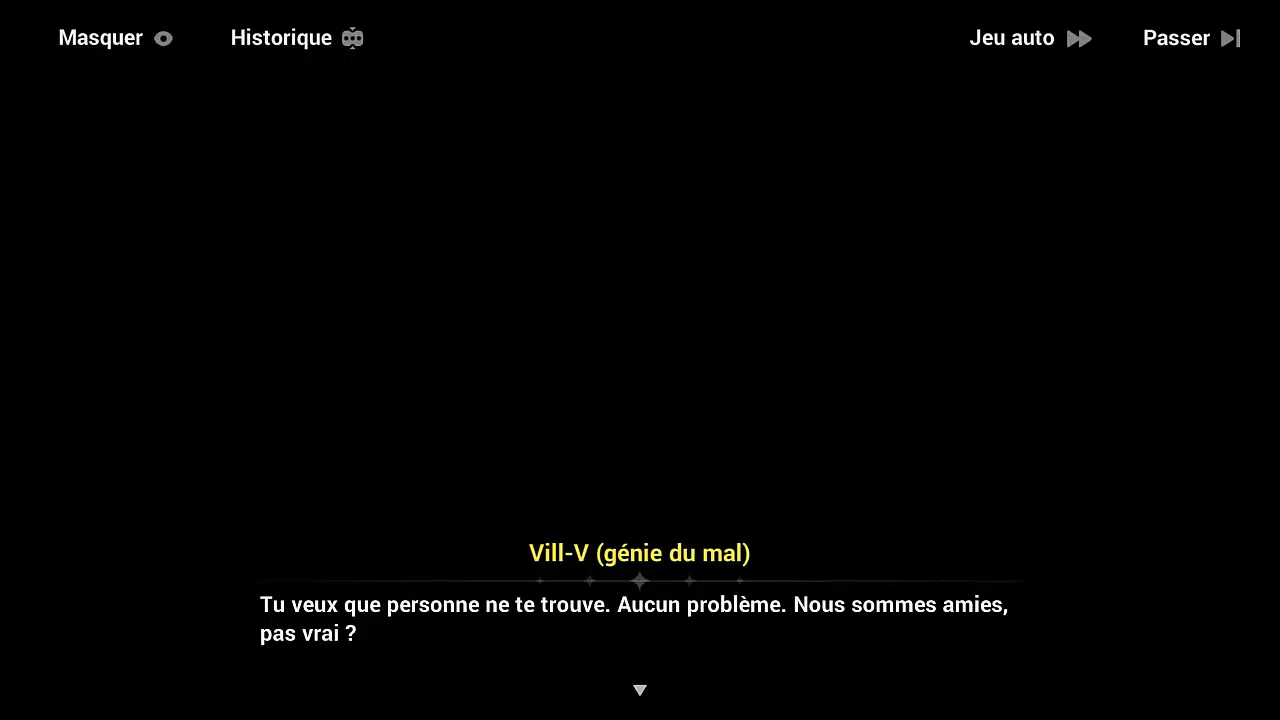 Masquer Historique Jeu auto Passer
Vill-V (génie du mal)
Tu veux que personne ne te trouve. Aucun problème. Nous sommes amies,
pas vrai ?